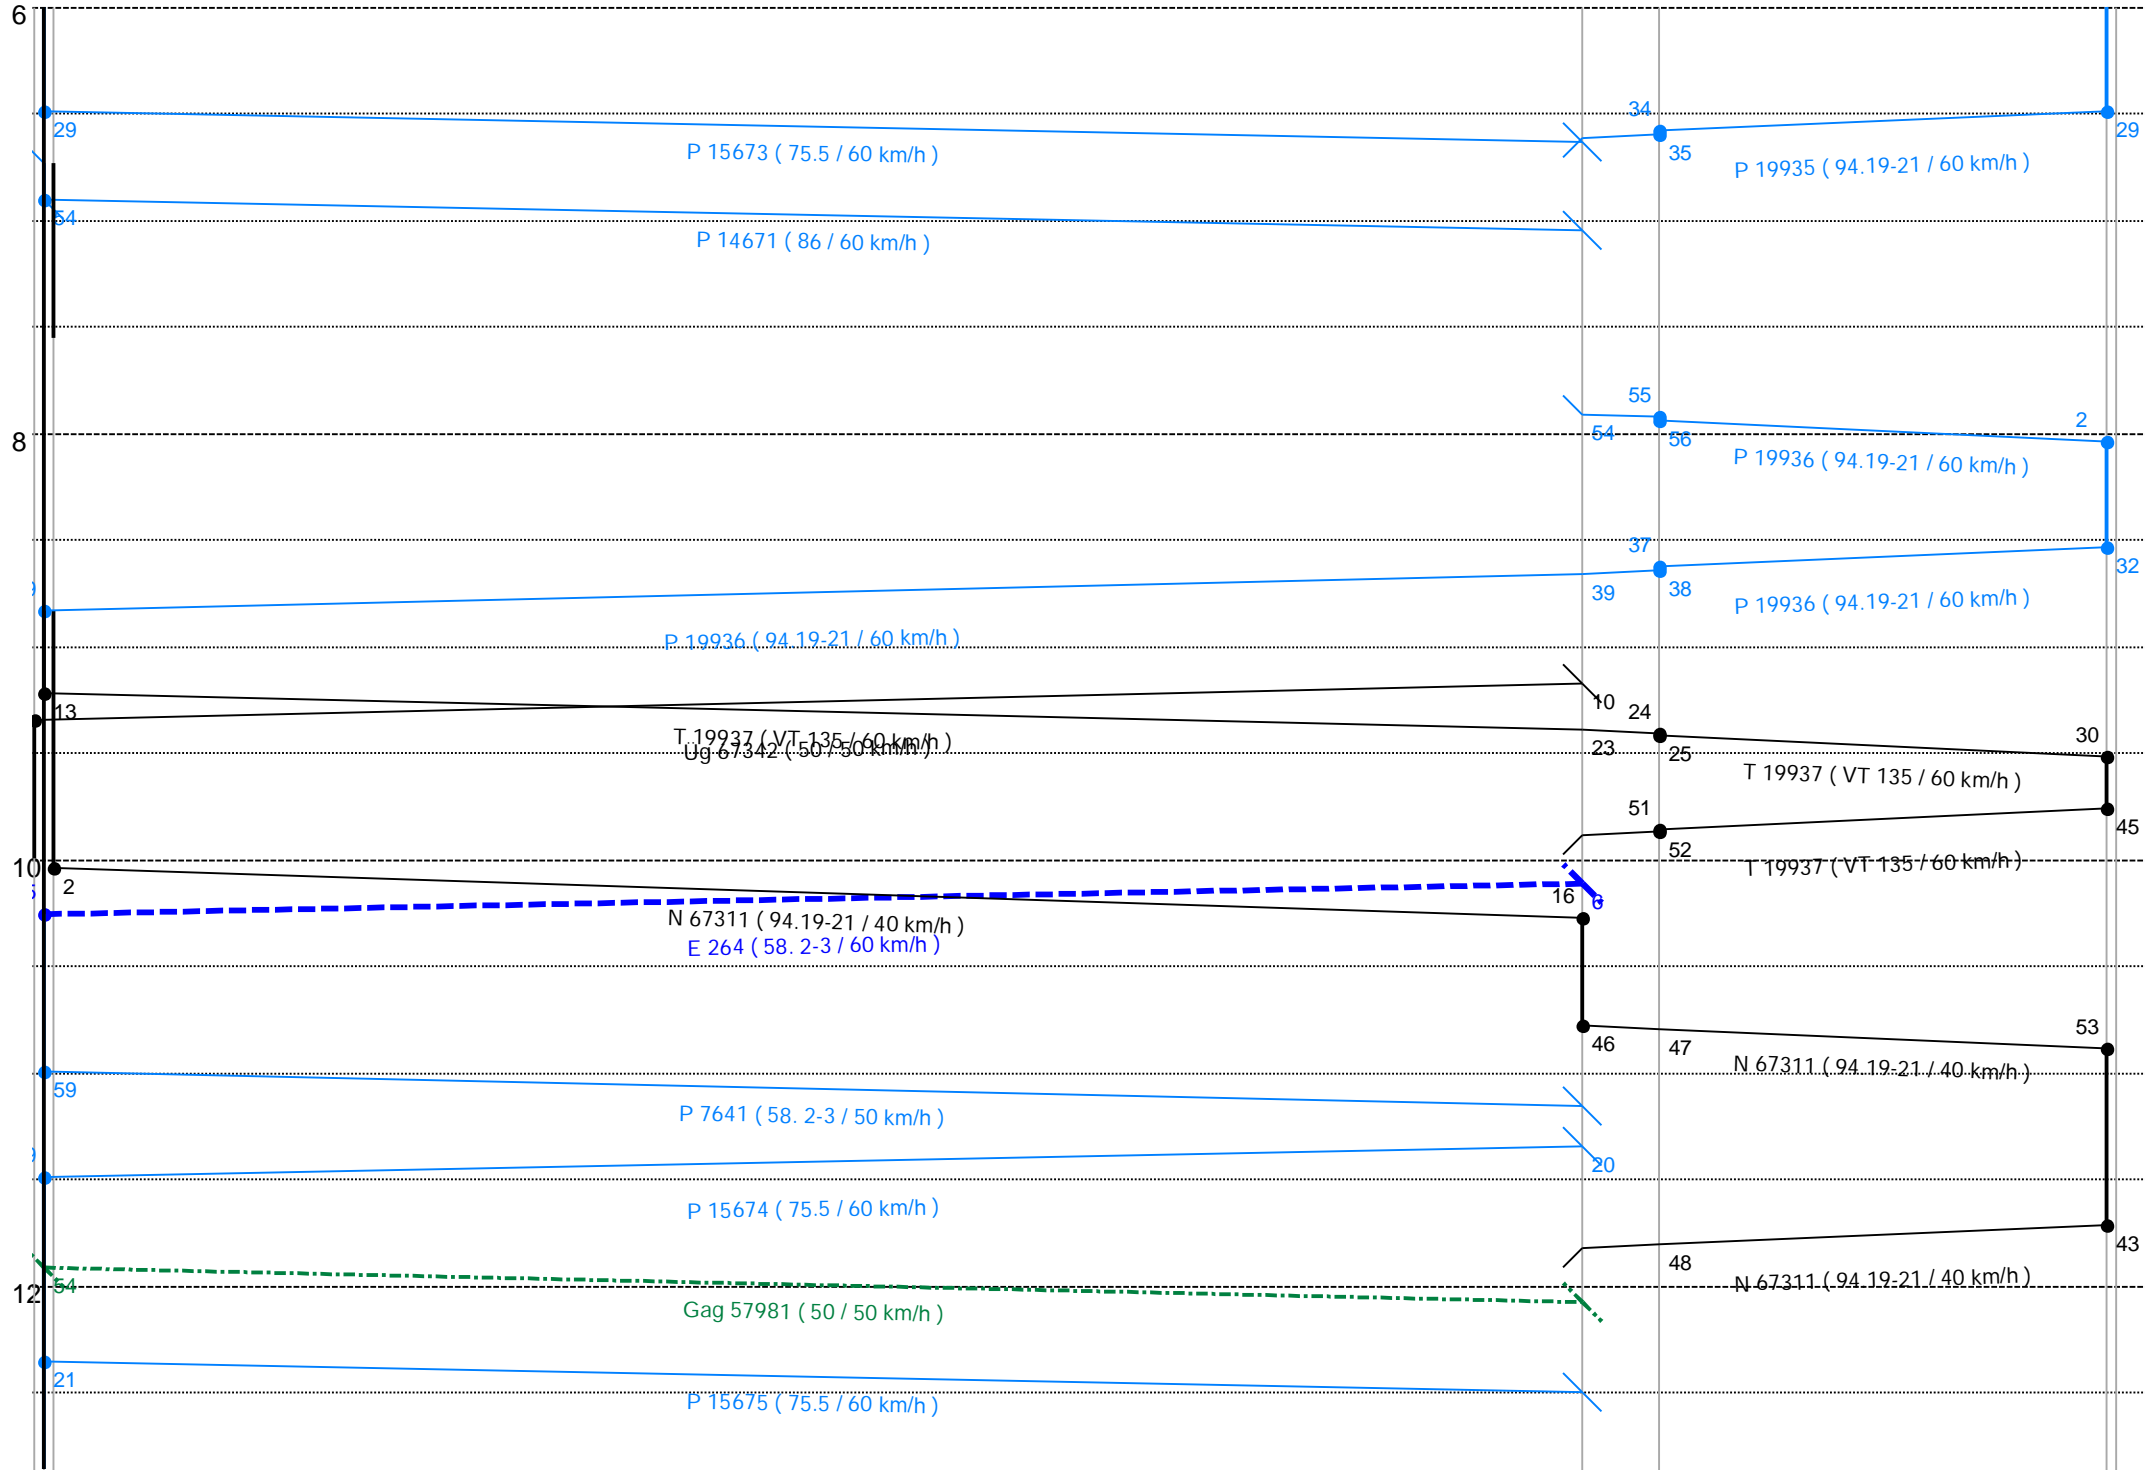 6
29
P 15673 ( 75.5 / 60 km/h )
34
35
P 19935 ( 94.19-21 / 60 km/h )
29
54
P 14671 ( 86 / 60 km/h )
55
2
8
54
56
P 19936 ( 94.19-21 / 60 km/h )
37
32
39
38
P 19936 ( 94.19-21 / 60 km/h )
P 19936 ( 94.19-21 / 60 km/h )
13
10
24
30
T 19937 ( VT 135 / 60 km/h )
Ug 67342 ( 50 / 50 km/h )
23
25
T 19937 ( VT 135 / 60 km/h )
51
45
52
T 19937 ( VT 135 / 60 km/h )
10
2
16
6
N 67311 ( 94.19-21 / 40 km/h )
E 264 ( 58. 2-3 / 60 km/h )
53
46
47
N 67311 ( 94.19-21 / 40 km/h )
59
P 7641 ( 58. 2-3 / 50 km/h )
20
P 15674 ( 75.5 / 60 km/h )
43
48
N 67311 ( 94.19-21 / 40 km/h )
12
54
Gag 57981 ( 50 / 50 km/h )
21
P 15675 ( 75.5 / 60 km/h )